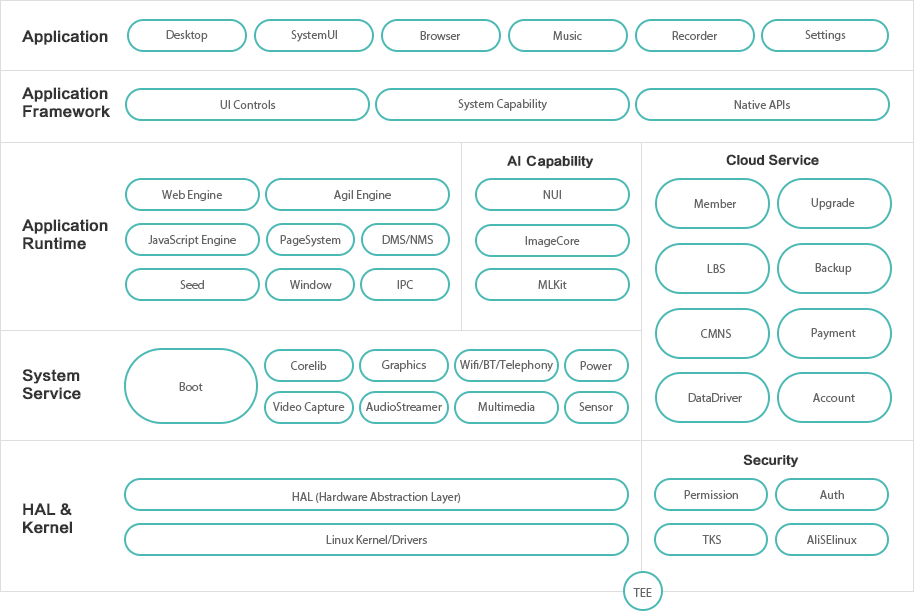 Application
Desktop
SystemUI
Browser
Music
Recorder
Settings
Application
Framework
UI Controls
System Capability
Native APIs
Application
Runtime
Web Engine
Agil Engine
JavaScript Engine
PageSystem
DMS/NMS
Seed
Window
IPC
AI Capability
NUI
ImageCore
MLKit
Cloud Service
Member
Upgrade
LBS
Backup
CMNS
Payment
DataDriver
Account
System
Service
Boot
Corelib
Graphics
Wifi/BT/Telephony
Power
Video Capture
AudioStreamer
Multimedia
Sensor
HAL &
Kernel
HAL (Hardware Abstraction Layer)
Linux Kernel/Drivers
Security
Permission
Auth
TKS
AliSElinux
TEE